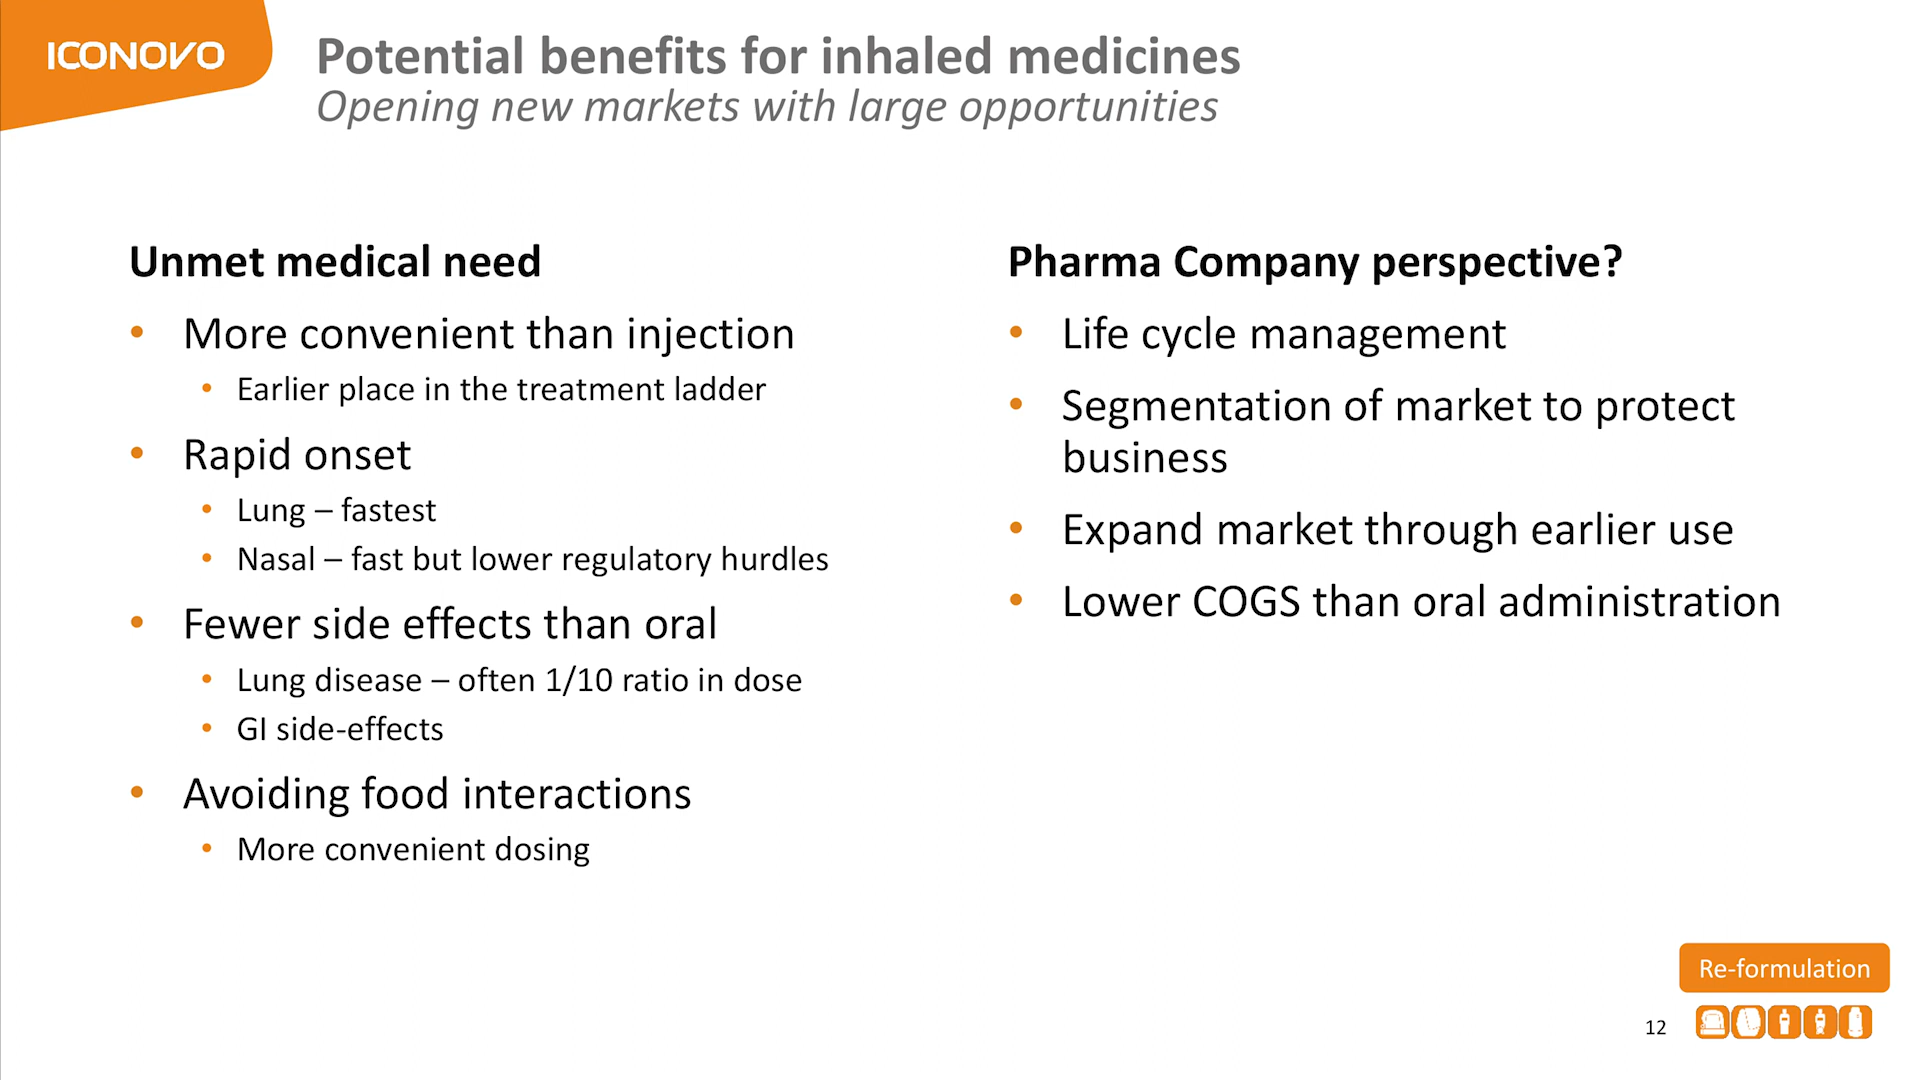 ICONOVO
Potential benefits for inhaled medicines
Opening new markets with large opportunities
Unmet medical need
• More convenient than injection
• Earlier place in the treatment ladder
• Rapid onset
• Lung – fastest
• Nasal – fast but lower regulatory hurdles
• Fewer side effects than oral
• Lung disease – often 1/10 ratio in dose
• GI side-effects
• Avoiding food interactions
• More convenient dosing
Pharma Company perspective?
• Life cycle management
• Segmentation of market to protect
business
• Expand market through earlier use
• Lower COGS than oral administration
Re-formulation
12